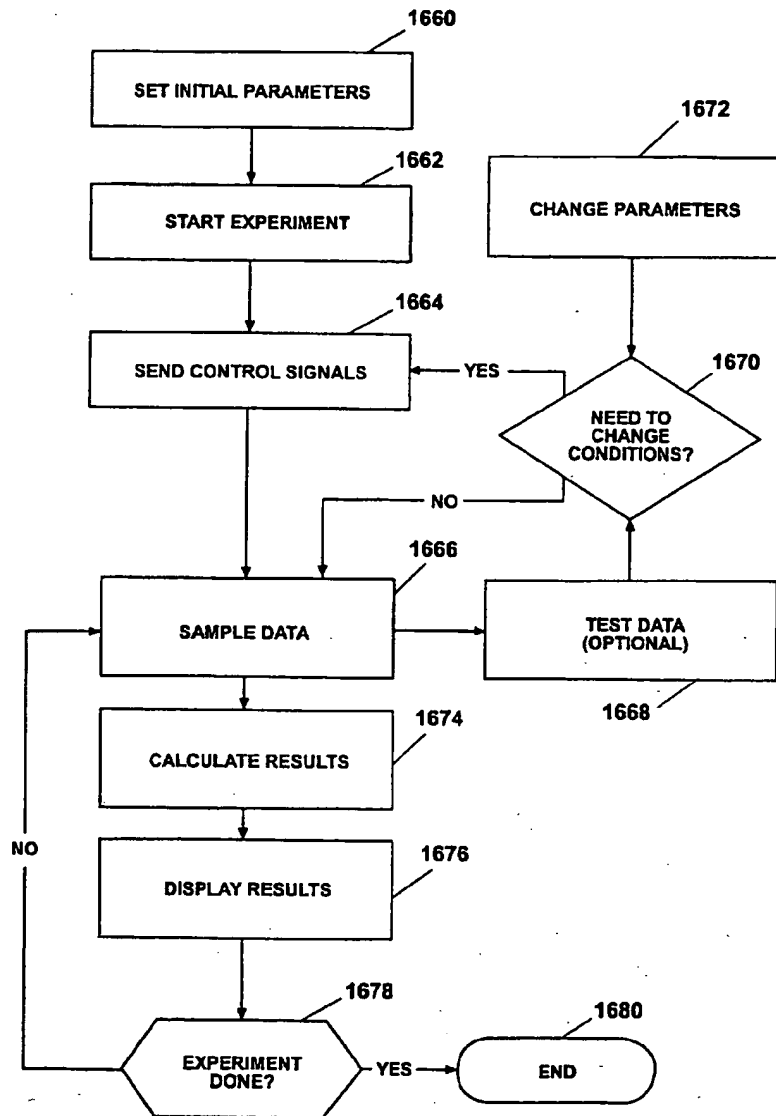 1660
SET INITIAL PARAMETERS
1672
1662
START EXPERIMENT
CHANGE PARAMETERS
1664
SEND CONTROL SIGNALS
YES
1670
NEED TO
CHANGE
CONDITIONS?
NO
1666
SAMPLE DATA
TEST DATA
(OPTIONAL)
1668
1674
CALCULATE RESULTS
NO
1676
DISPLAY RESULTS
1678
EXPERIMENT
DONE?
YES
1680
END